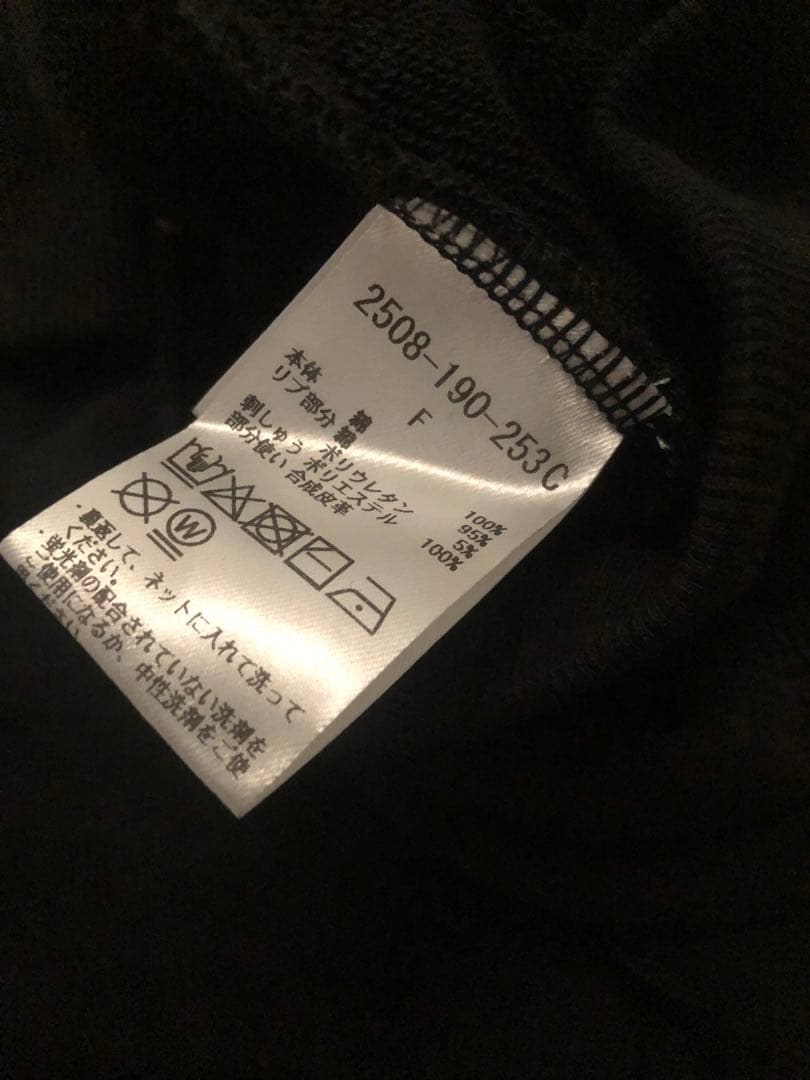 2508-190-253C
F
本体 綿 100%
リブ部分 綿 95%
ポリウレタン 5%
刺しゅう ポリエステル 100%
部分使い 合成皮革
W
・裏返して、ネットに入れて洗って
ください。
・蛍光剤の配合されていない洗剤を
ご使用になるか、中性洗剤をご使